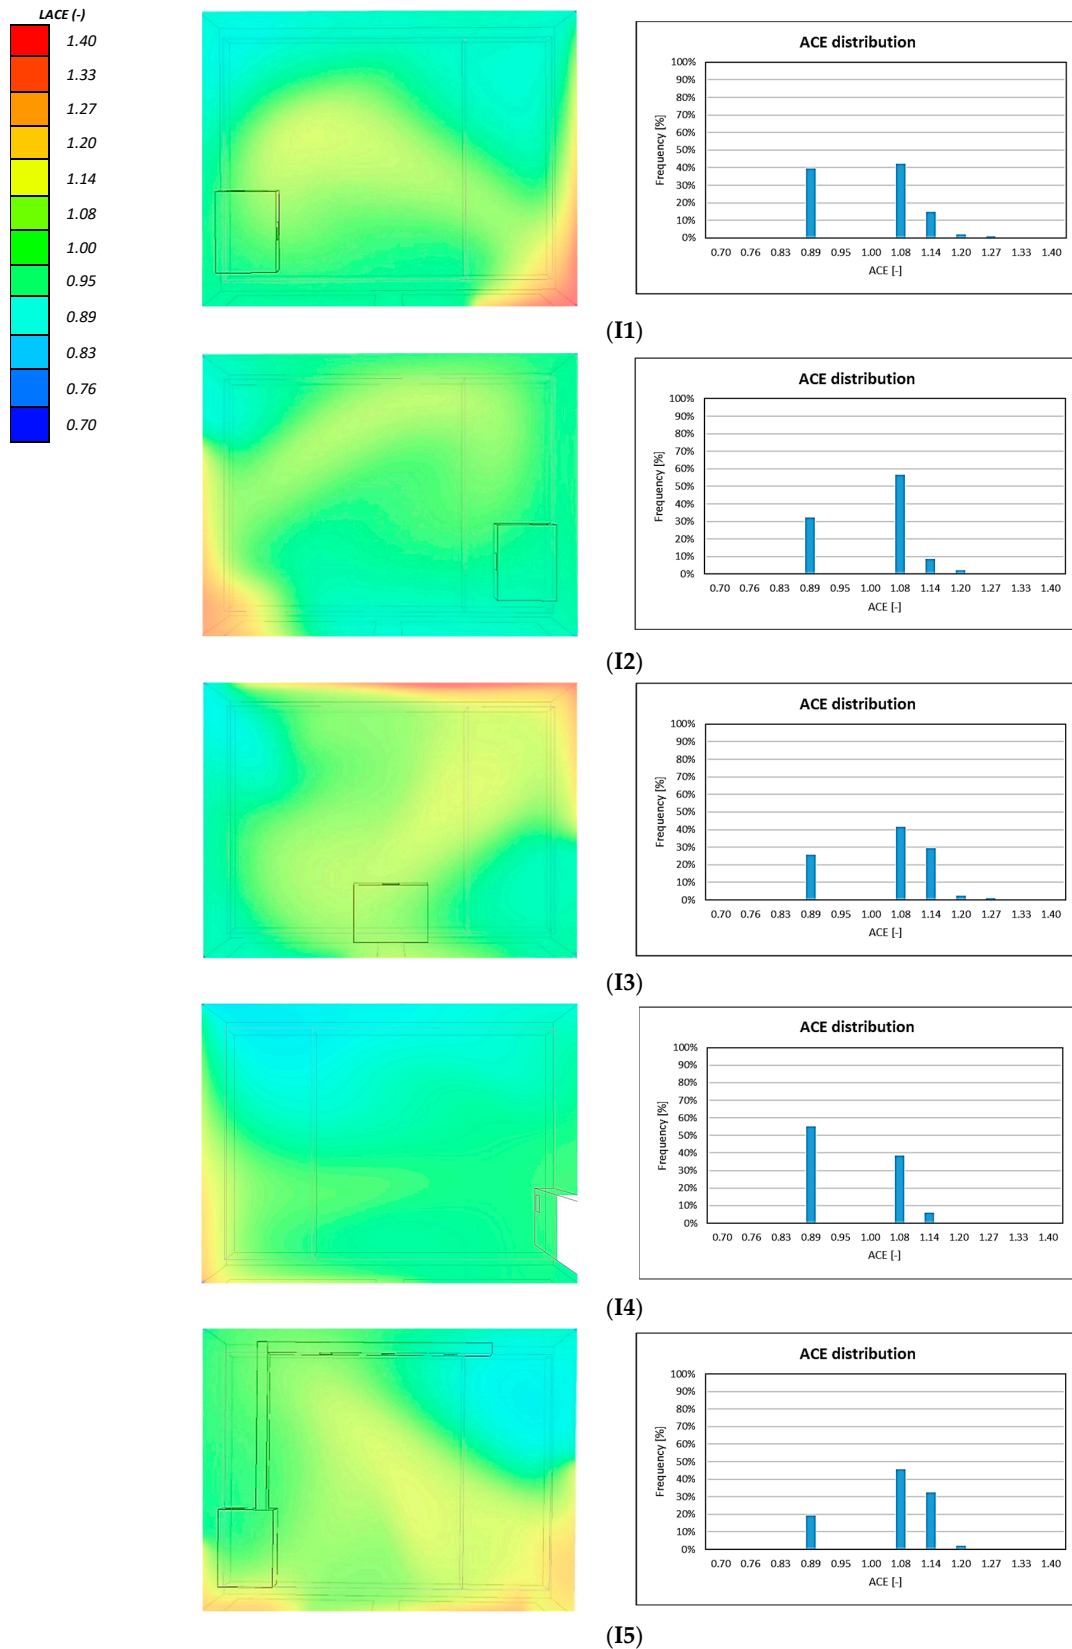 LACE (-)
1.40
1.33
1.27
1.20
1.14
1.08
1.00
0.95
0.89
0.83
0.76
0.70
ACE distribution
Frequency [%]
100%
90%
80%
70%
60%
50%
40%
30%
20%
10%
0%
0.70 0.76 0.83 0.89 0.95 1.00 1.08 1.14 1.20 1.27 1.33 1.40
ACE [-]
(I1)
ACE distribution
Frequency [%]
100%
90%
80%
70%
60%
50%
40%
30%
20%
10%
0%
0.70 0.76 0.83 0.89 0.95 1.00 1.08 1.14 1.20 1.27 1.33 1.40
ACE [-]
(I2)
ACE distribution
Frequency [%]
100%
90%
80%
70%
60%
50%
40%
30%
20%
10%
0%
0.70 0.76 0.83 0.89 0.95 1.00 1.08 1.14 1.20 1.27 1.33 1.40
ACE [-]
(I3)
ACE distribution
Frequency [%]
100%
90%
80%
70%
60%
50%
40%
30%
20%
10%
0%
0.70 0.76 0.83 0.89 0.95 1.00 1.08 1.14 1.20 1.27 1.33 1.40
ACE [-]
(I4)
ACE distribution
Frequency [%]
100%
90%
80%
70%
60%
50%
40%
30%
20%
10%
0%
0.70 0.76 0.83 0.89 0.95 1.00 1.08 1.14 1.20 1.27 1.33 1.40
ACE [-]
(I5)